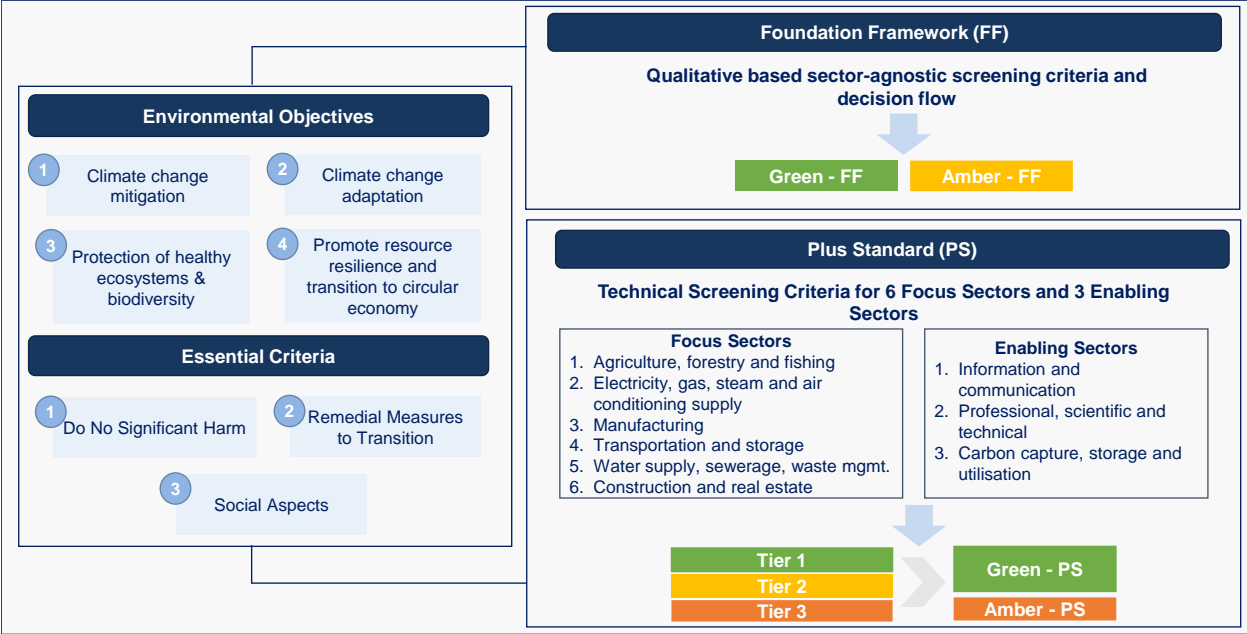 Environmental Objectives
1
Climate change
mitigation
2
Climate change
adaptation
3
Protection of healthy
ecosystems &
biodiversity
4
Promote resource
resilience and
transition to circular
economy
Essential Criteria
1
Do No Significant Harm
2
Remedial Measures
to Transition
3
Social Aspects
Foundation Framework (FF)
Qualitative based sector-agnostic screening criteria and
decision flow
Green - FF
Amber - FF
Plus Standard (PS)
Technical Screening Criteria for 6 Focus Sectors and 3 Enabling
Sectors
Focus Sectors
1. Agriculture, forestry and fishing
2. Electricity, gas, steam and air
conditioning supply
3. Manufacturing
4. Transportation and storage
5. Water supply, sewerage, waste mgmt.
6. Construction and real estate
Enabling Sectors
1. Information and
communication
2. Professional, scientific and
technical
3. Carbon capture, storage and
utilisation
Tier 1
Tier 2
Tier 3
Green - PS
Amber - PS